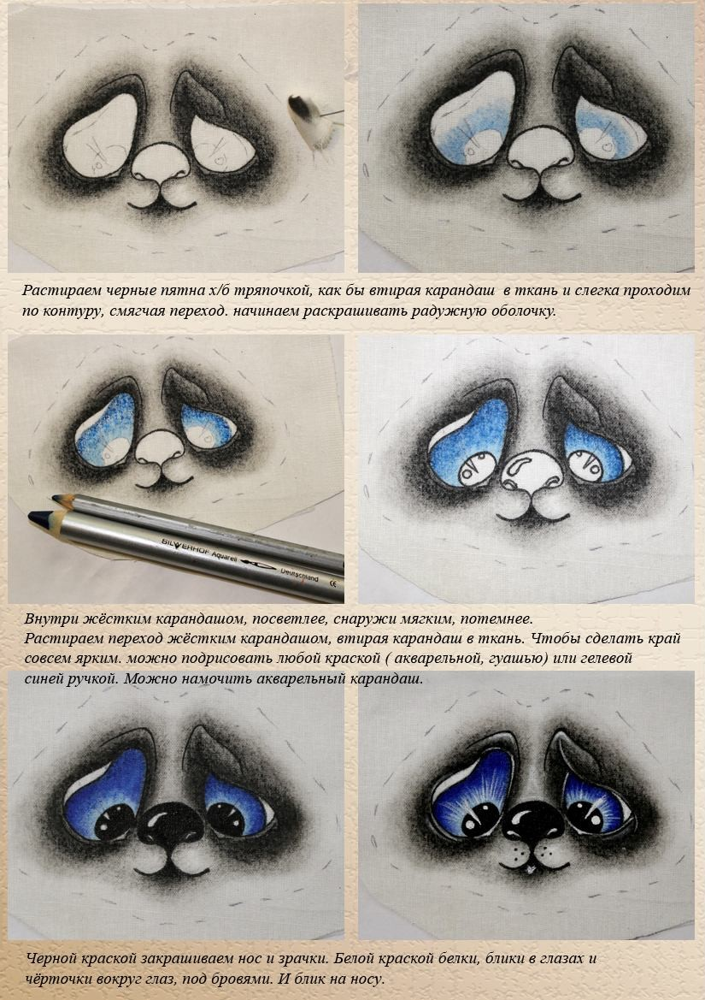 Растираем черные пятна х/б тряпочкой, как бы втирая карандаш в ткань и слегка проходим
по контуру, смягчая переход. начинаем раскрашивать радужную оболочку.
SILWERHOF Aquarell Deutschland CE
Внутри жёстким карандашом, посветлее, снаружи мягким, потемнее.
Растираем переход жёстким карандашом, втирая карандаш в ткань. Чтобы сделать край
совсем ярким. можно подрисовать любой краской ( акварельной, гуашью) или гелевой
синей ручкой. Можно намочить акварельный карандаш.
Черной краской закрашиваем нос и зрачки. Белой краской белки, блики в глазах и
чёрточки вокруг глаз, под бровями. И блик на носу.